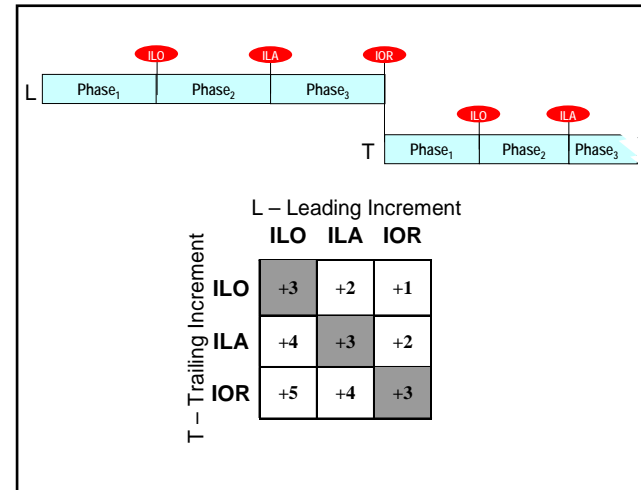 ILO ILA IOR
L Phase₁ Phase₂ Phase₃
ILO ILA
T Phase₁ Phase₂ Phase₃
L – Leading Increment
ILO ILA IOR
T – Trailing Increment
ILO +3 +2 +1
ILA +4 +3 +2
IOR +5 +4 +3